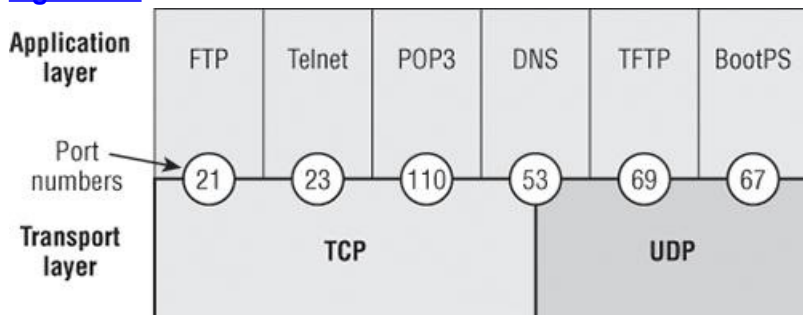 Application
layer
FTP Telnet POP3 DNS TFTP BootPS
Port
numbers
21 23 110 53 69 67
Transport
layer
TCP UDP